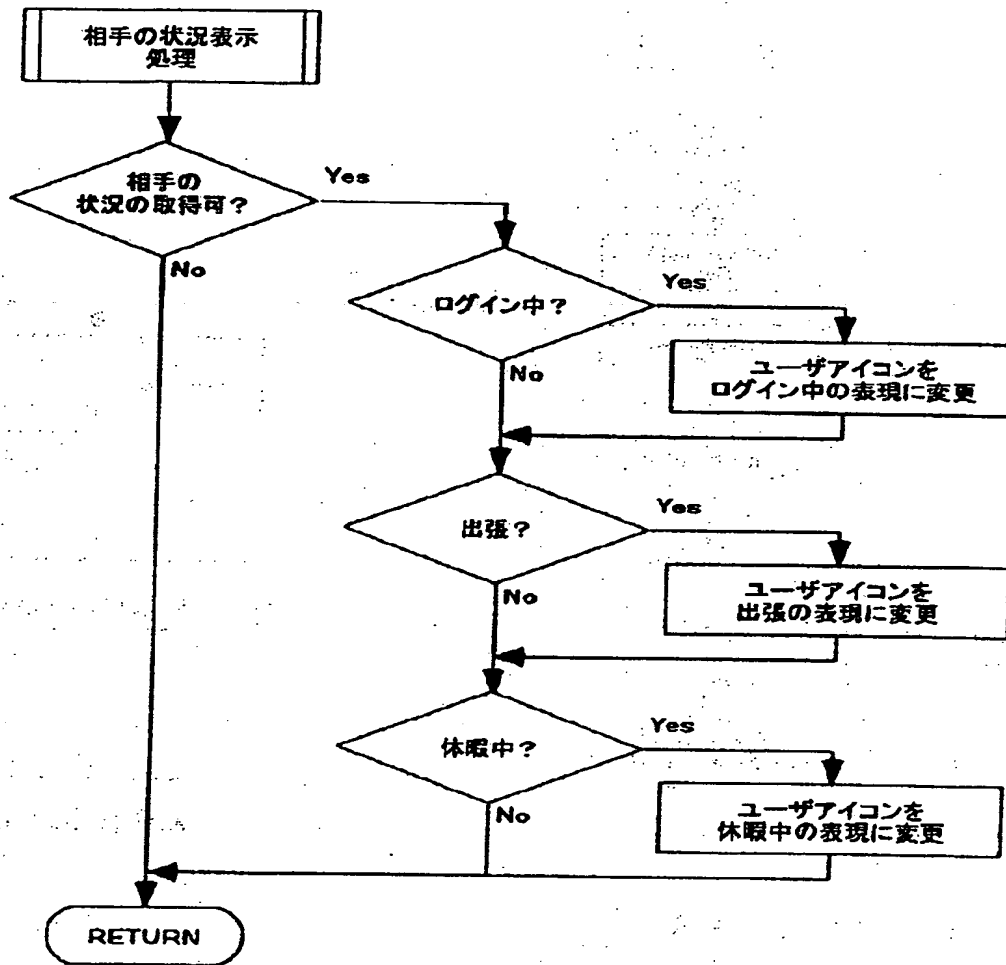 相手の状況表示
処理
相手の
状況の取得可？
Yes
No
ログイン中？
Yes
No
ユーザアイコンを
ログイン中の表現に変更
出張？
Yes
No
ユーザアイコンを
出張の表現に変更
休暇中？
Yes
No
ユーザアイコンを
休暇中の表現に変更
RETURN